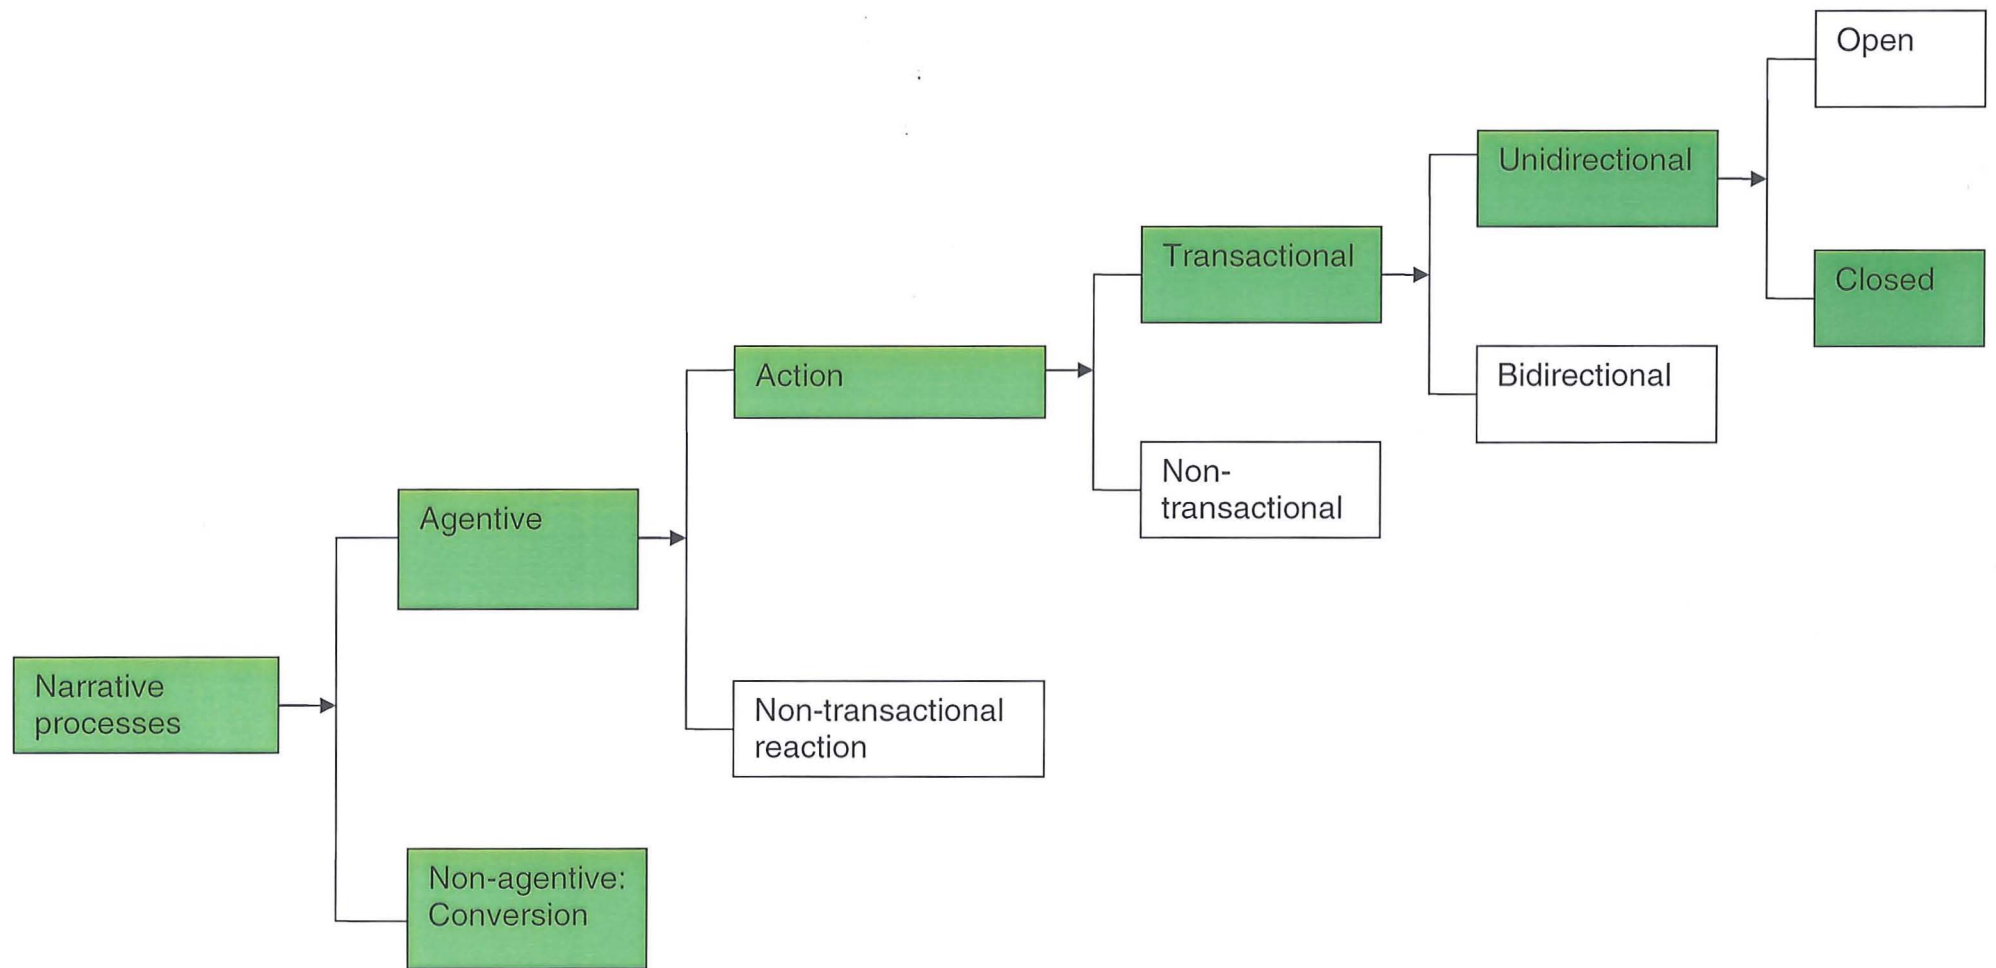 Open
Unidirectional
Transactional
Closed
Action
Bidirectional
Non-
transactional
Agentive
Narrative
processes
Non-transactional
reaction
Non-agentive:
Conversion